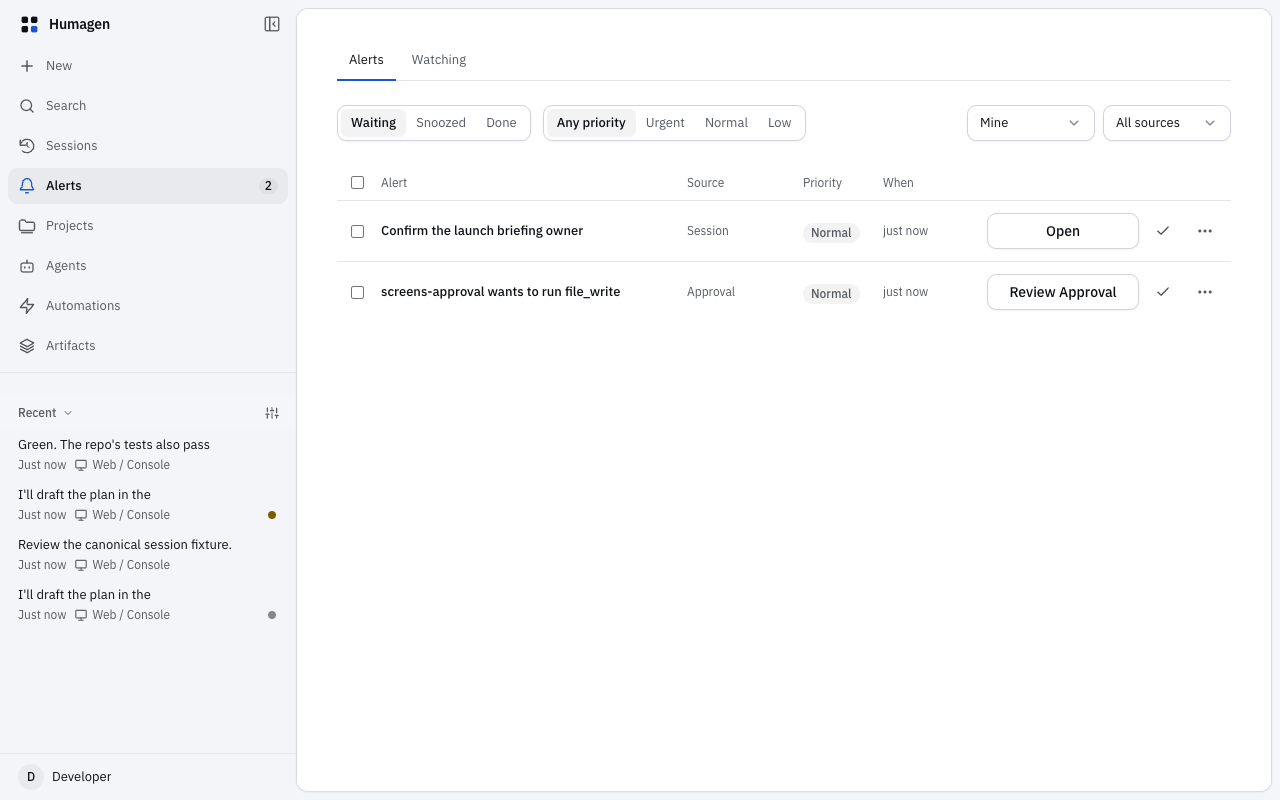 Humagen
New
Search
Sessions
Alerts 2
Projects
Agents
Automations
Artifacts
Recent
Green. The repo's tests also pass
Just now Web / Console
I'll draft the plan in the
Just now Web / Console
Review the canonical session fixture.
Just now Web / Console
I'll draft the plan in the
Just now Web / Console
D Developer
Alerts Watching
Waiting Snoozed Done Any priority Urgent Normal Low Mine All sources
Alert Source Priority When
Confirm the launch briefing owner Session Normal just now Open
screens-approval wants to run file_write Approval Normal just now Review Approval